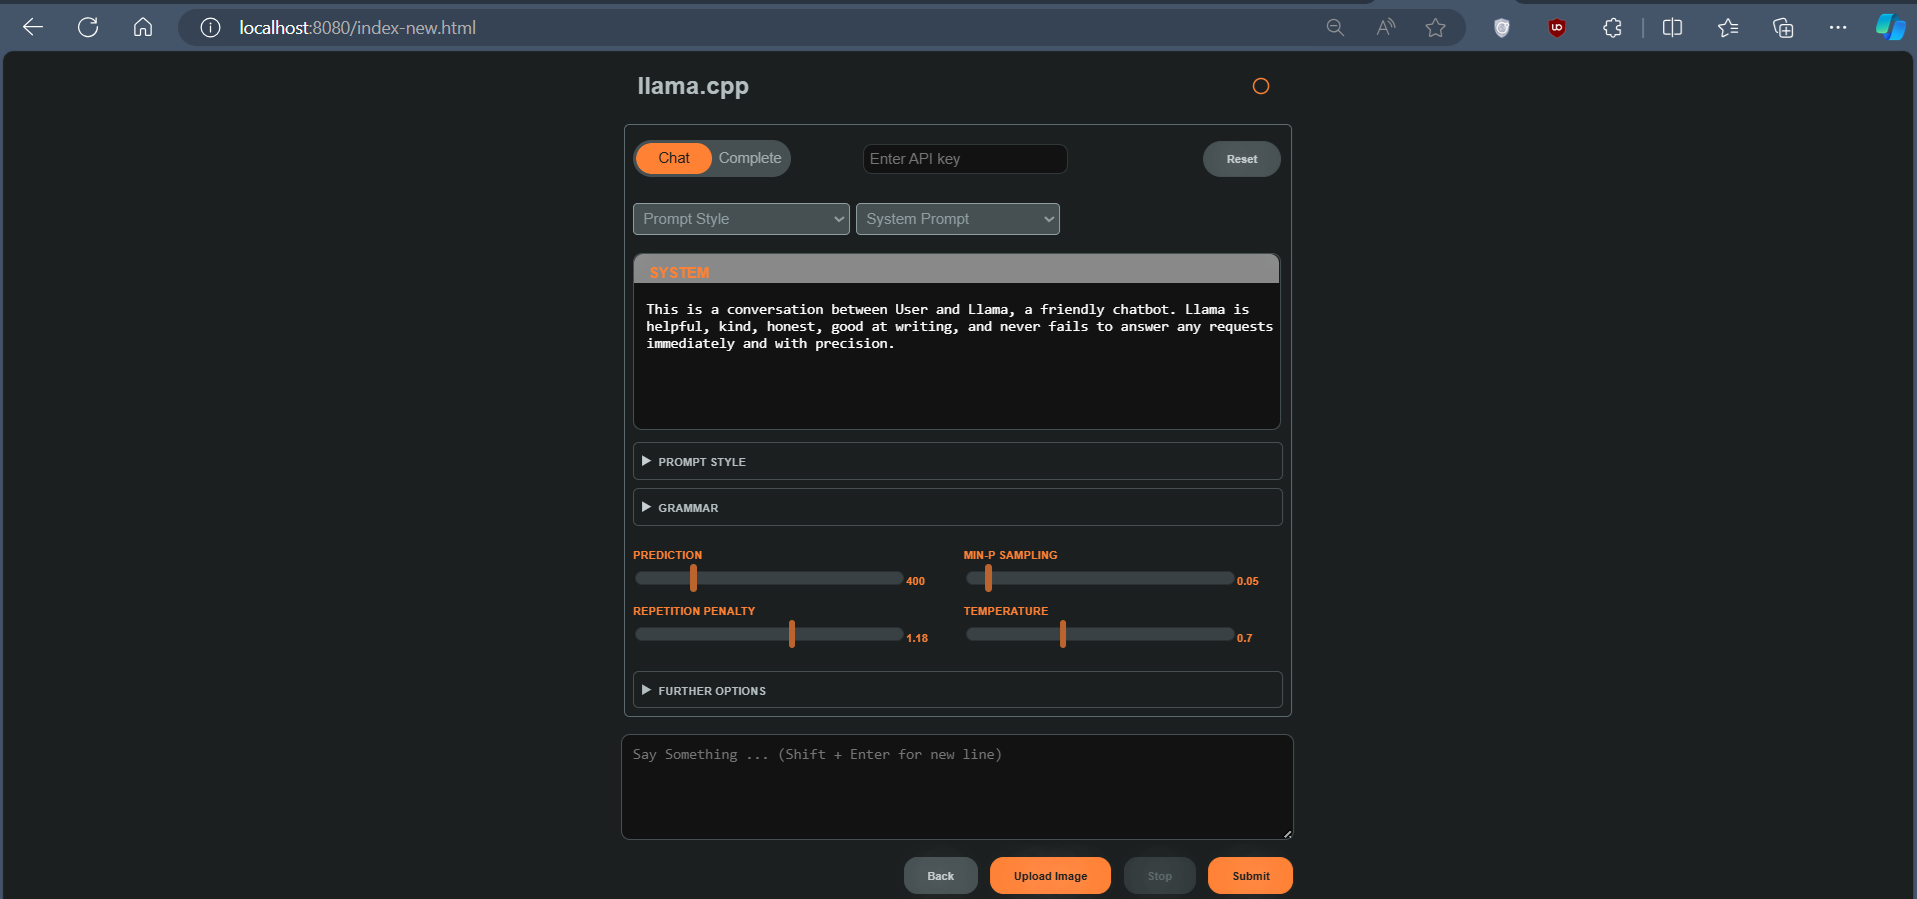 localhost:8080/index-new.html
llama.cpp
Chat Complete
Enter API key
Reset
Prompt Style
System Prompt
SYSTEM
This is a conversation between User and Llama, a friendly chatbot. Llama is
helpful, kind, honest, good at writing, and never fails to answer any requests
immediately and with precision.
PROMPT STYLE
GRAMMAR
PREDICTION
400
MIN-P SAMPLING
0.05
REPETITION PENALTY
1.18
TEMPERATURE
0.7
FURTHER OPTIONS
Say Something ... (Shift + Enter for new line)
Back
Upload Image
Stop
Submit